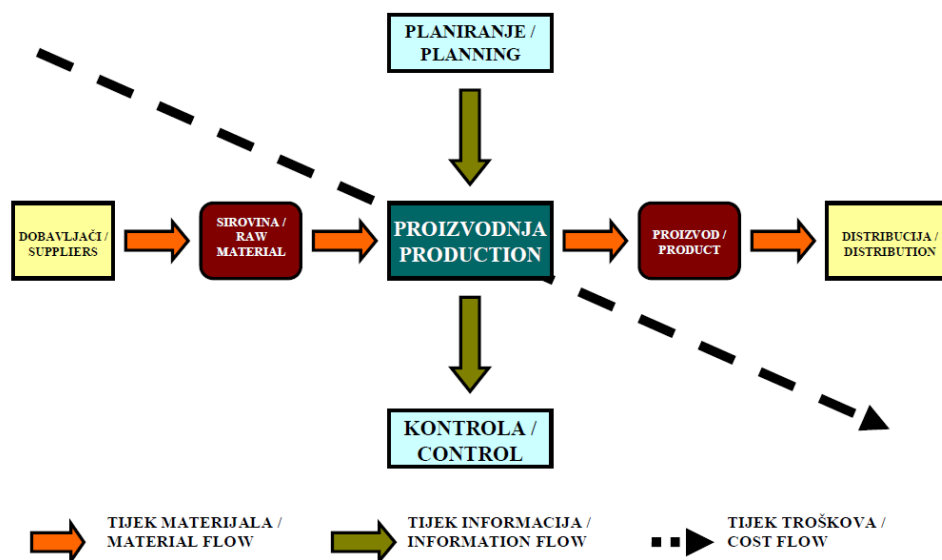 PLANIRANJE /
PLANNING
DOBAVLJAČI /
SUPPLIERS
SIROVINA /
RAW
MATERIAL
PROIZVODNJA
PRODUCTION
PROIZVOD /
PRODUCT
DISTRIBUCIJA /
DISTRIBUTION
KONTROLA /
CONTROL
TIJEK MATERIJALA /
MATERIAL FLOW
TIJEK INFORMACIJA /
INFORMATION FLOW
TIJEK TROŠKOVA /
COST FLOW